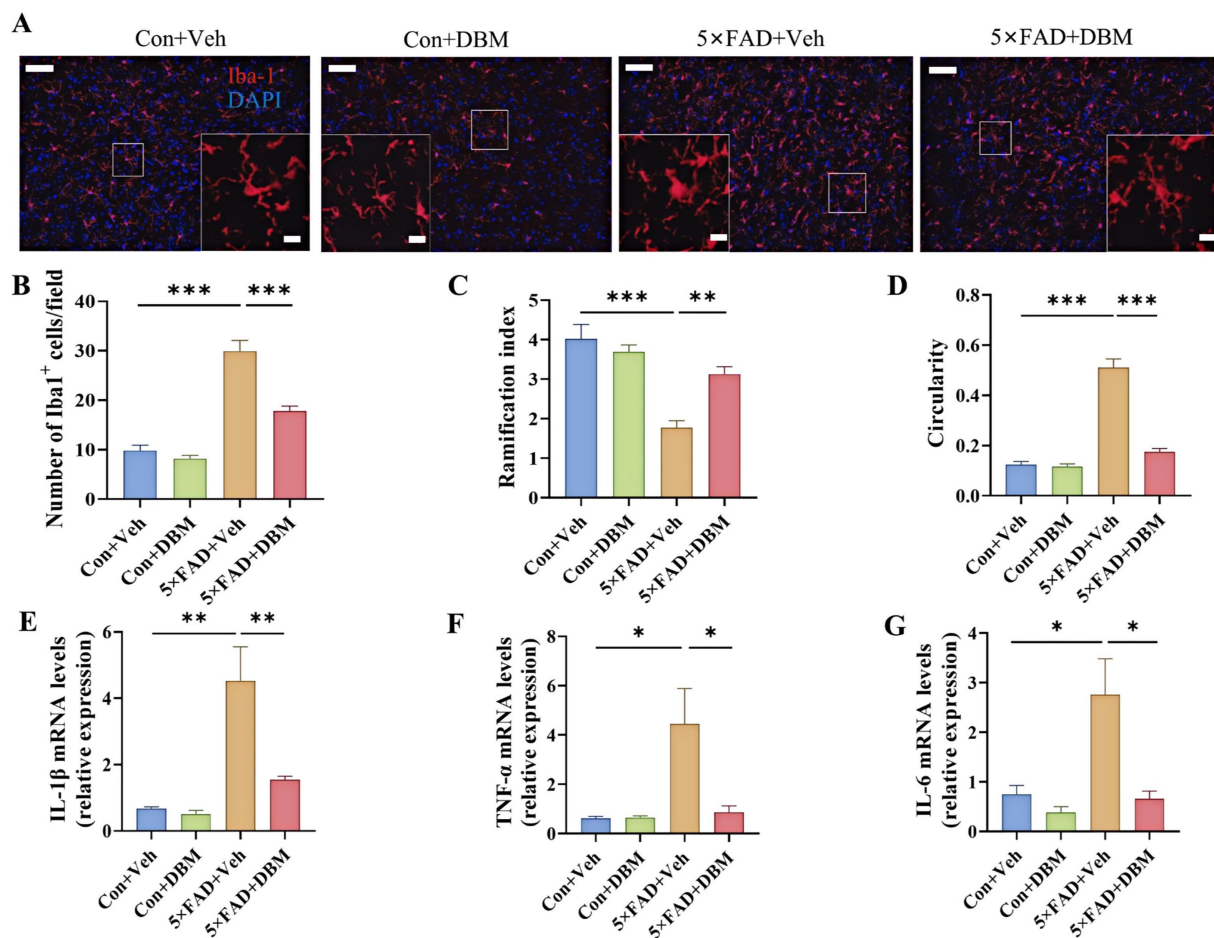 A
Con+Veh
Con+DBM
5×FAD+Veh
5×FAD+DBM
Iba-1
DAPI
B
Number of Iba1⁺ cells/field
40
30
20
10
0
***
***
Con+Veh
Con+DBM
5×FAD+Veh
5×FAD+DBM
C
Ramification index
5
4
3
2
1
0
***
**
Con+Veh
Con+DBM
5×FAD+Veh
5×FAD+DBM
D
Circularity
0.8
0.6
0.4
0.2
0.0
***
***
Con+Veh
Con+DBM
5×FAD+Veh
5×FAD+DBM
E
IL-1β mRNA levels
(relative expression)
6
4
2
0
**
**
Con+Veh
Con+DBM
5×FAD+Veh
5×FAD+DBM
F
TNF-α mRNA levels
(relative expression)
8
6
4
2
0
*
*
Con+Veh
Con+DBM
5×FAD+Veh
5×FAD+DBM
G
IL-6 mRNA levels
(relative expression)
4
3
2
1
0
*
*
Con+Veh
Con+DBM
5×FAD+Veh
5×FAD+DBM